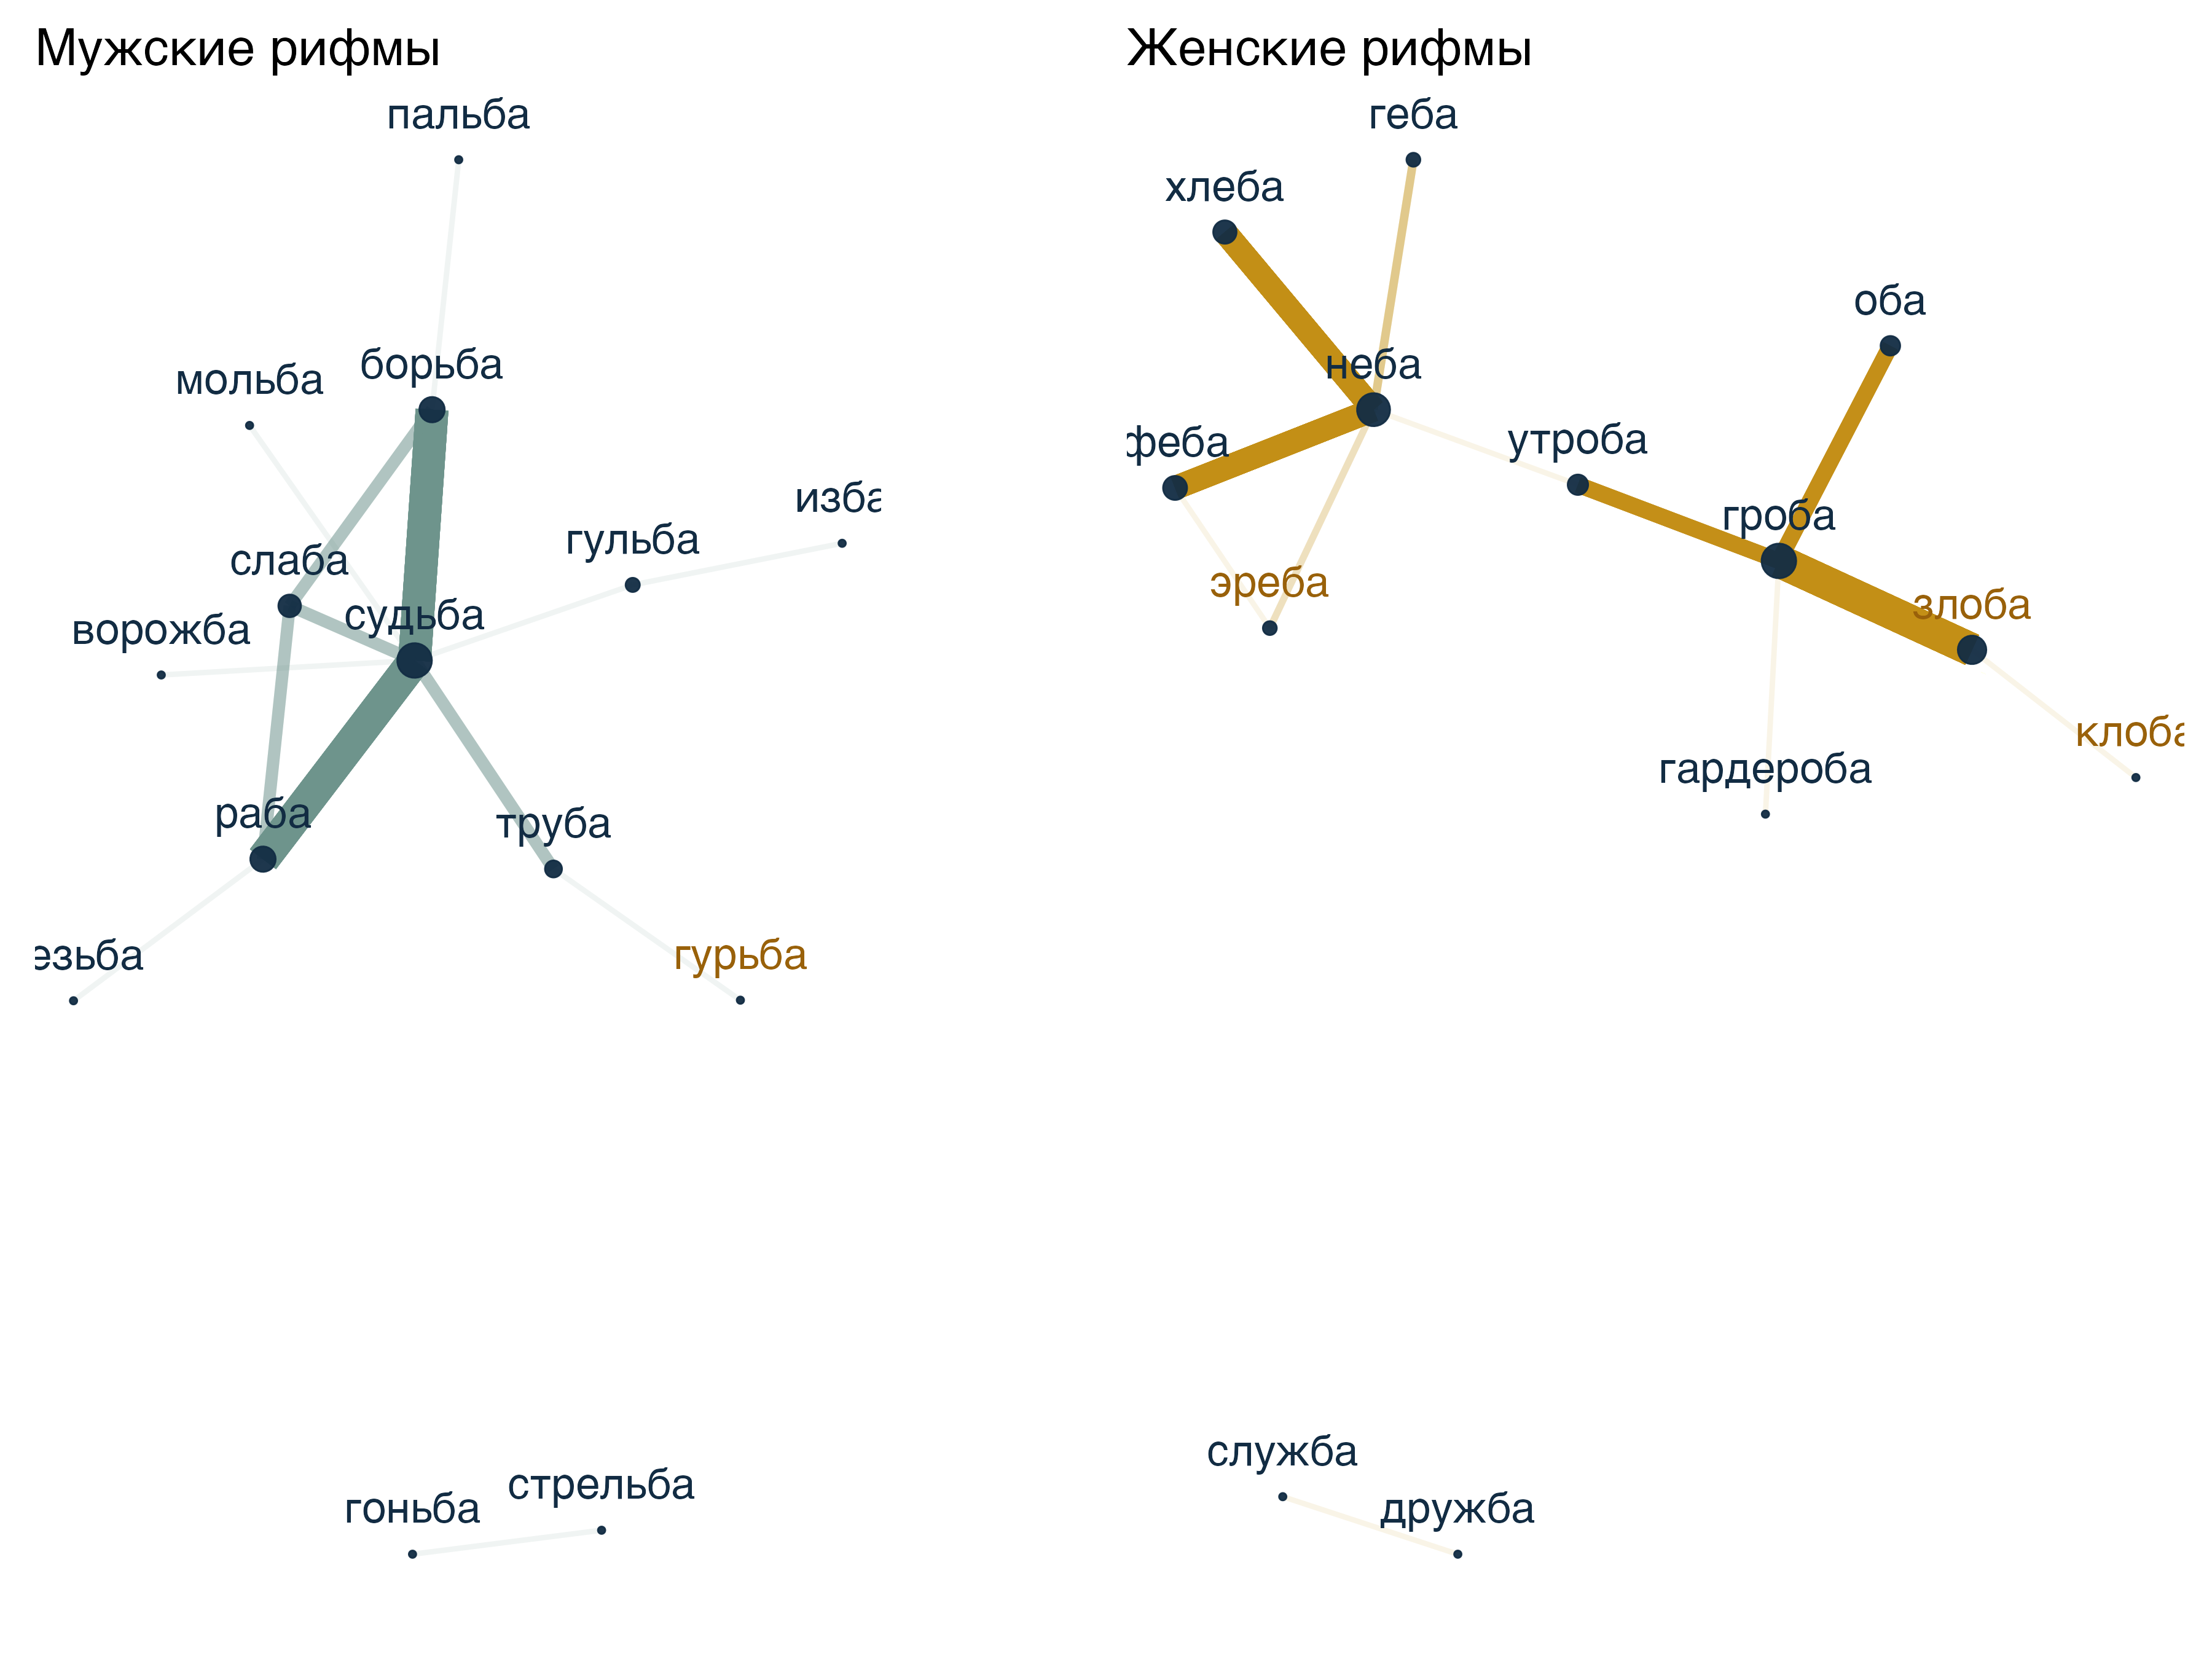 Мужские рифмы
пальба
борьба
мольба
изба
гульба
слаба
судьба
ворожба
раба
труба
езьба
гурьба
стрельба
гоньба
Женские рифмы
геба
хлеба
оба
неба
утроба
феба
гроба
эреба
злоба
клоба
гардероба
служба
дружба